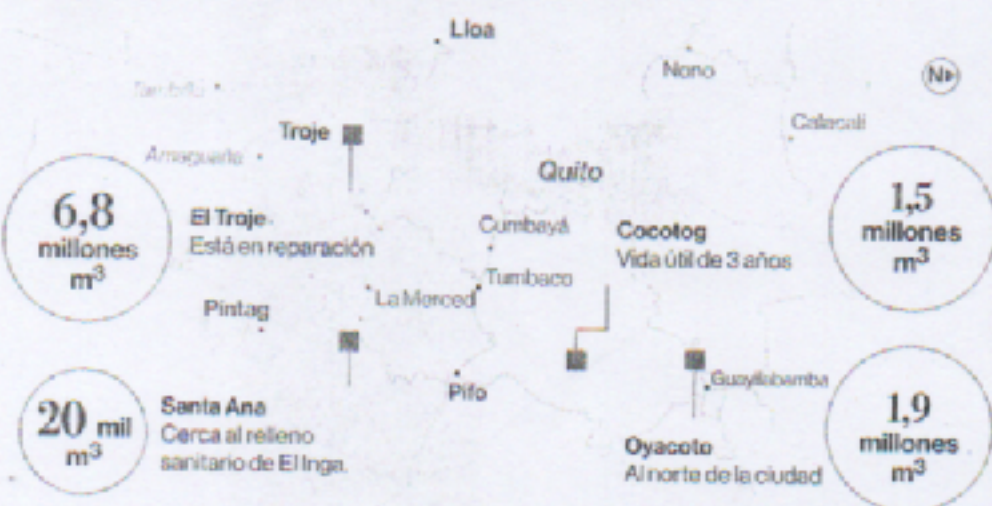 Lloa
Nono
N
Tambillo
Calacalí
Troje
Amaguaña
Quito
6,8
millones
m³
El Troje
Está en reparación
Cumbayá
Cocotog
Vida útil de 3 años
1,5
millones
m³
Tumbaco
La Merced
Pintag
Guayllabamba
Pifo
20 mil
m³
Santa Ana
Cerca al relleno
sanitario de El Inga.
Oyacoto
Al norte de la ciudad
1,9
millones
m³